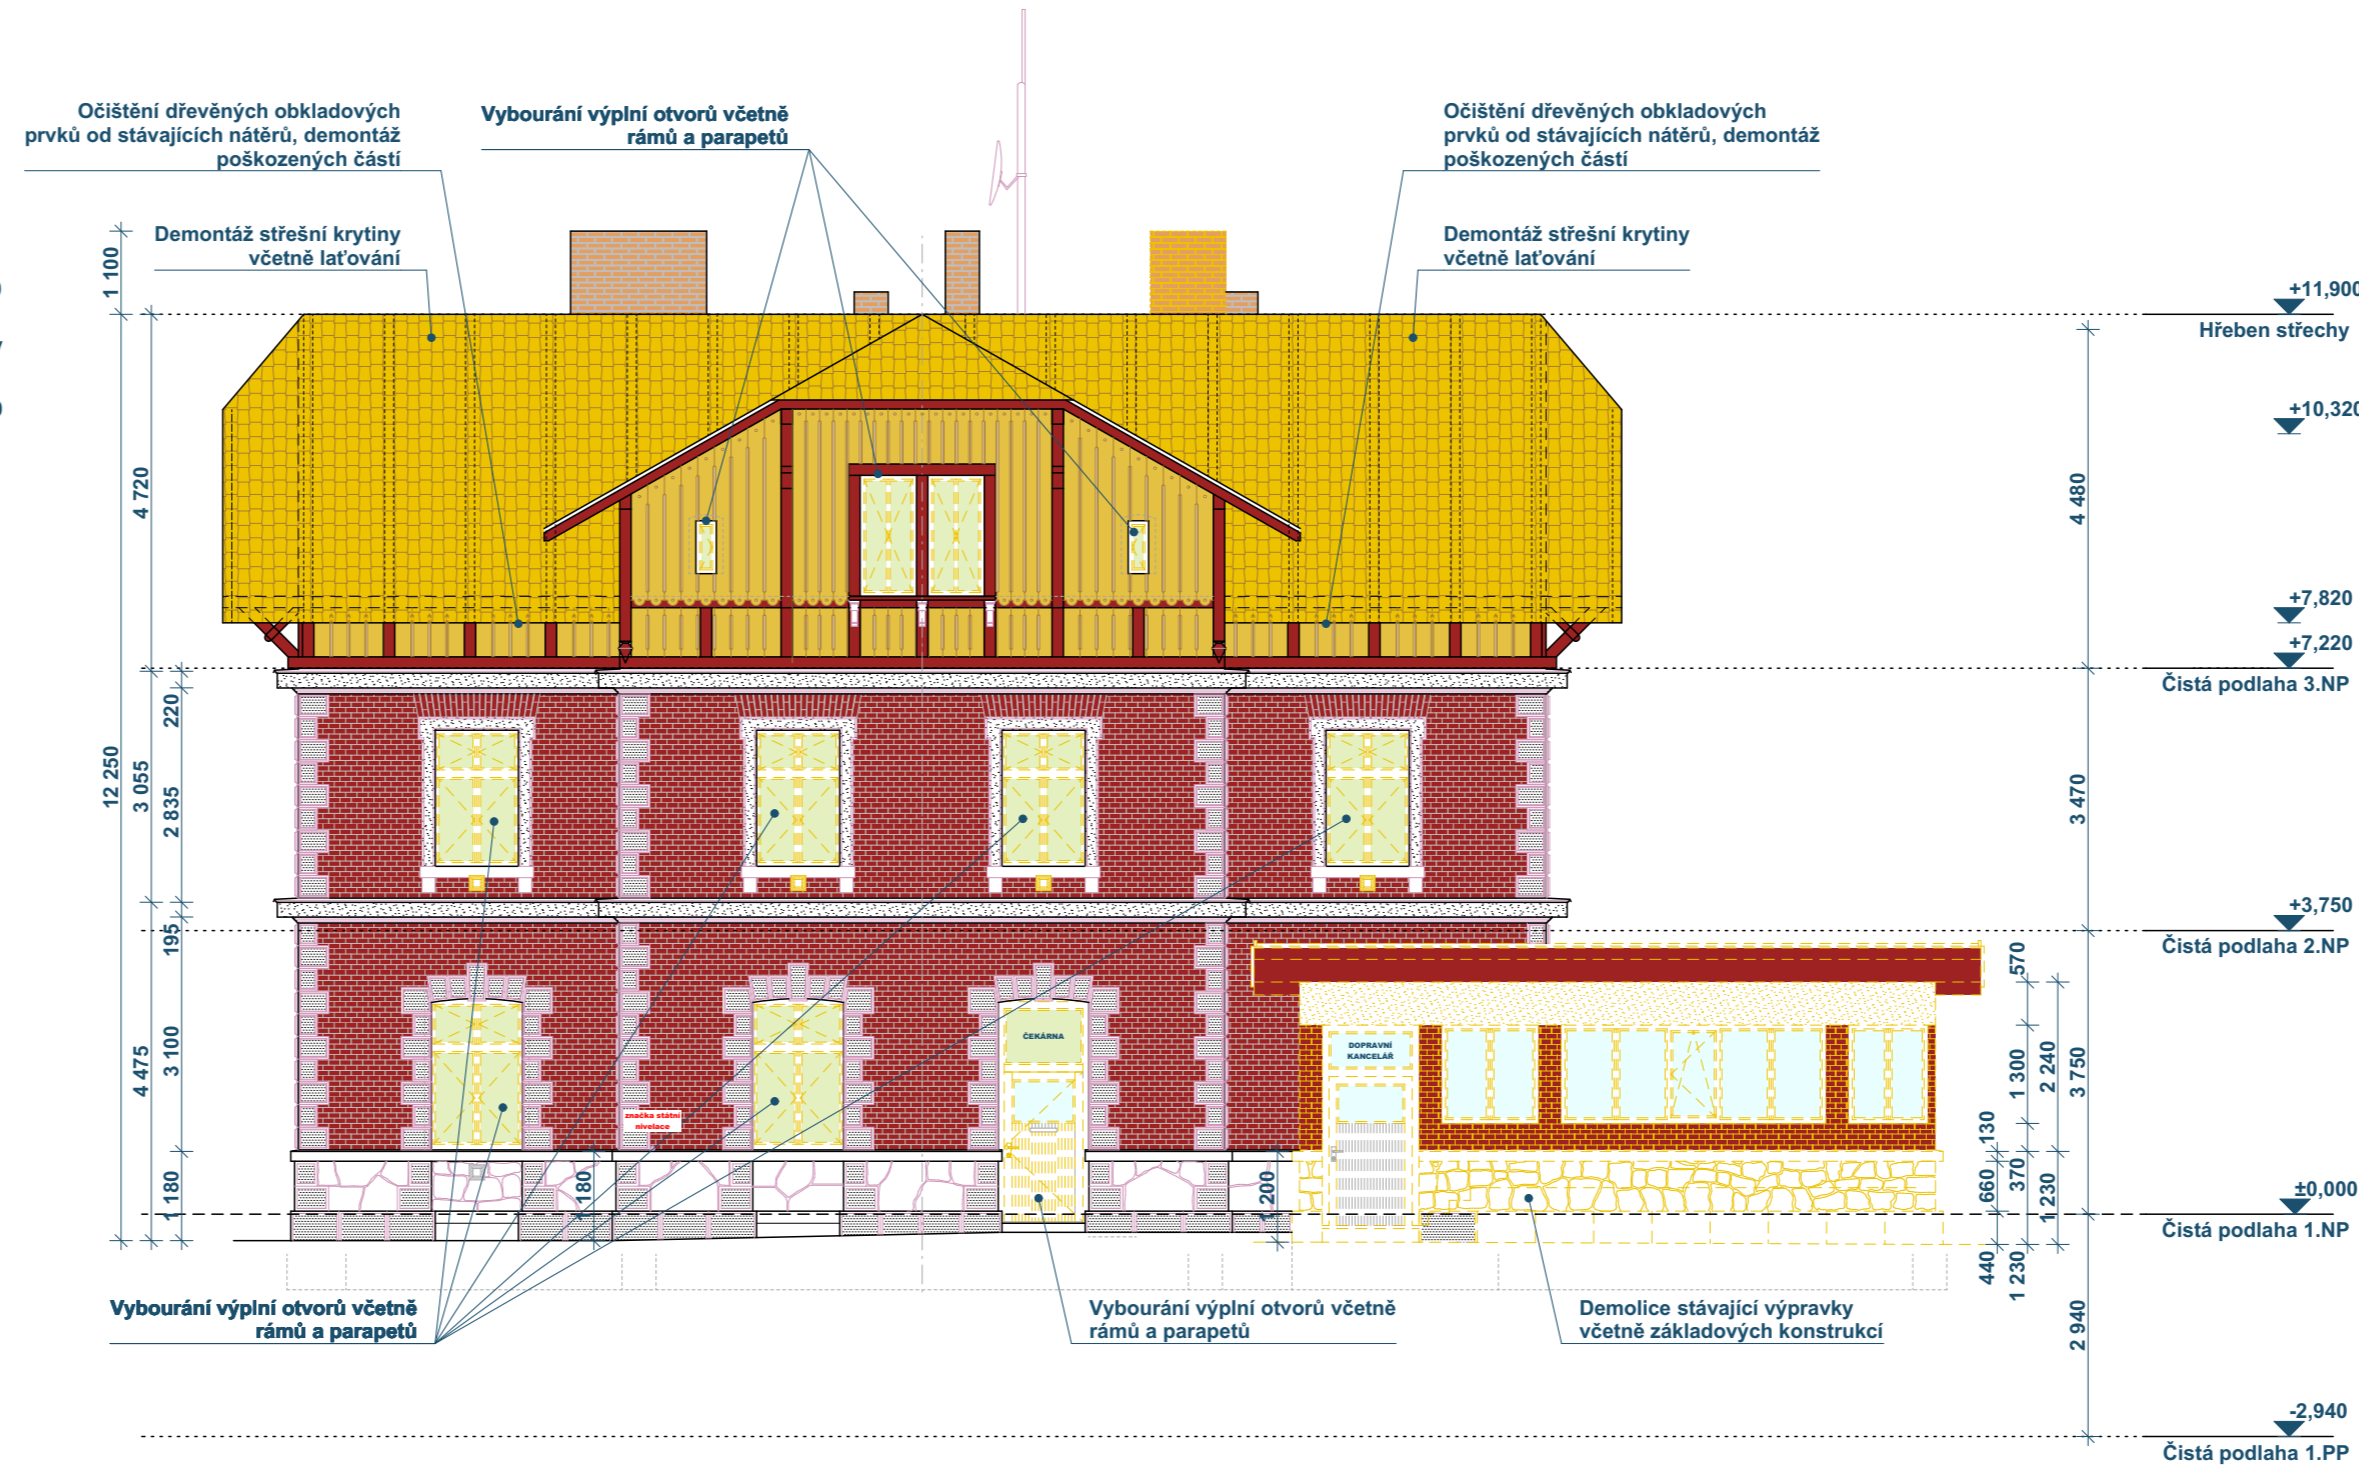 Očištění dřevěných obkladových
prvků od stávajících nátěrů, demontáž
poškozených částí
Vybourání výplní otvorů včetně
rámů a parapetů
Očištění dřevěných obkladových
prvků od stávajících nátěrů, demontáž
poškozených částí
Demontáž střešní krytiny
včetně laťování
Demontáž střešní krytiny
včetně laťování
1 100
4 720
12 250
3 055
220
2 835
195
4 475
3 100
1 180
1 180
1 200
+11,900
Hřeben střechy
+10,320
4 480
+7,820
+7,220
Čistá podlaha 3.NP
3 470
+3,750
Čistá podlaha 2.NP
570
1 300
2 240
3 750
130
660
370
1 230
440
1 230
±0,000
Čistá podlaha 1.NP
2 940
-2,940
Čistá podlaha 1.PP
ČEKÁRNA
DOPRAVNÍ
KANCELÁŘ
značka státní
nivelace
Vybourání výplní otvorů včetně
rámů a parapetů
Vybourání výplní otvorů včetně
rámů a parapetů
Demolice stávající výpravky
včetně základových konstrukcí